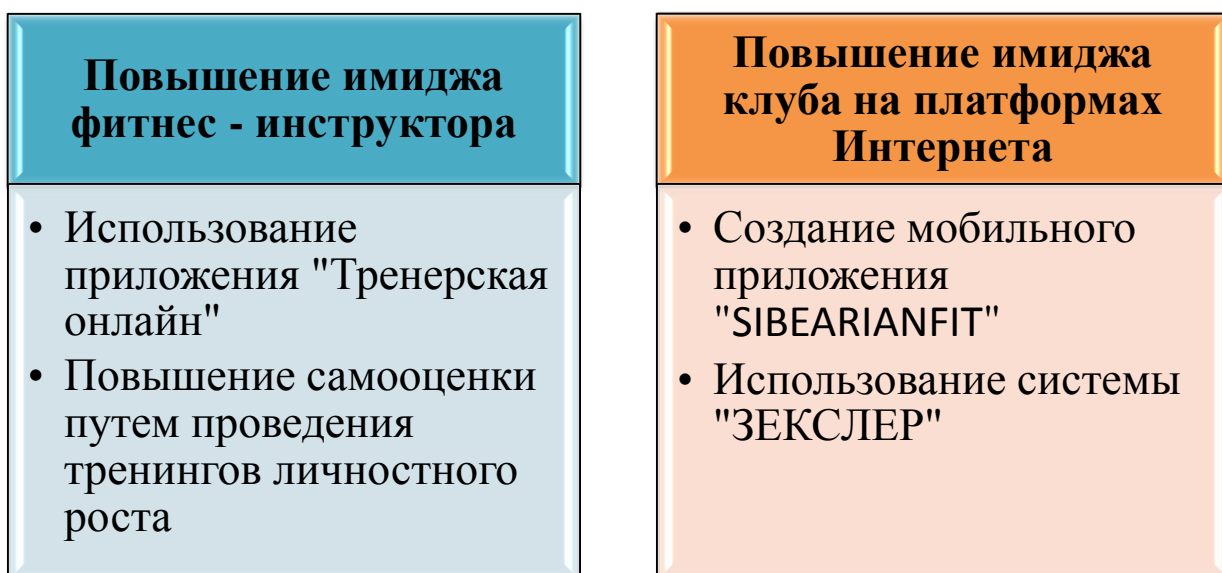 Повышение имиджа
фитнес - инструктора
• Использование
приложения "Тренерская
онлайн"
• Повышение самооценки
путем проведения
тренингов личностного
роста
Повышение имиджа
клуба на платформах
Интернета
• Создание мобильного
приложения
"SIBEARIANFIT"
• Использование системы
"ЗЕКСЛЕР"